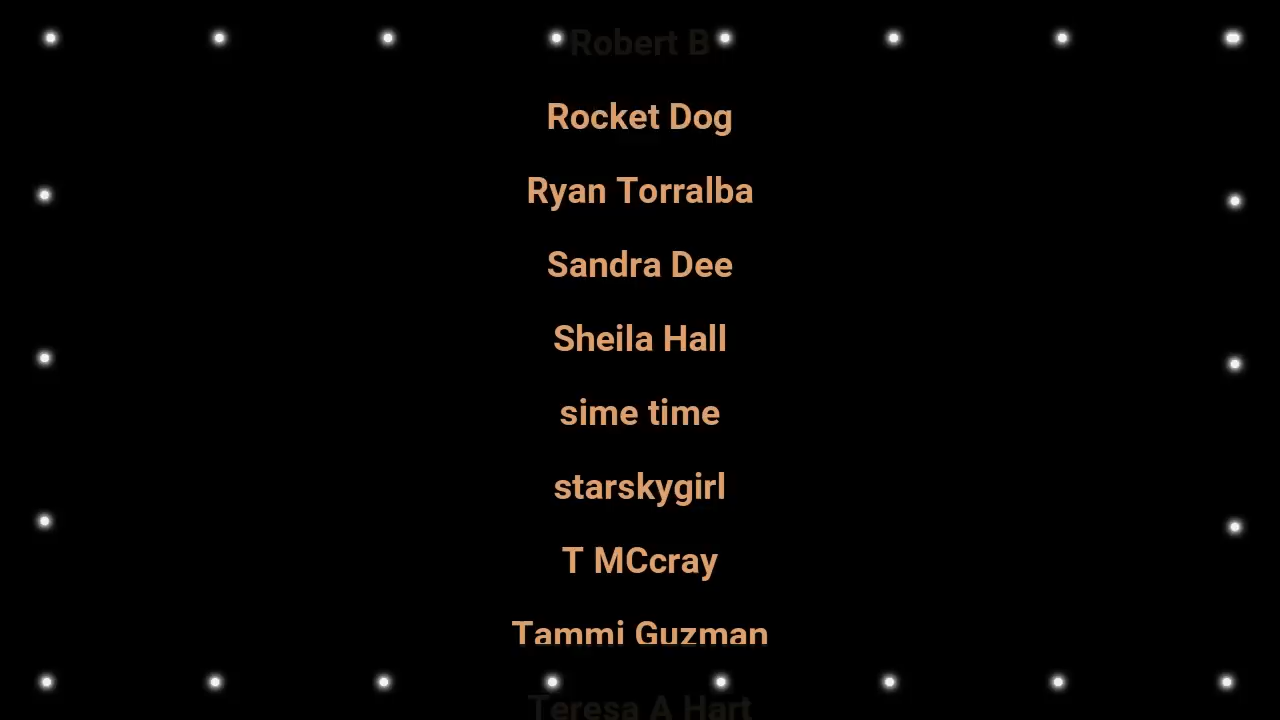 Robert B
Rocket Dog
Ryan Torralba
Sandra Dee
Sheila Hall
sime time
starskygirl
T MCcray
Tammi Guzman
Teresa A Hart